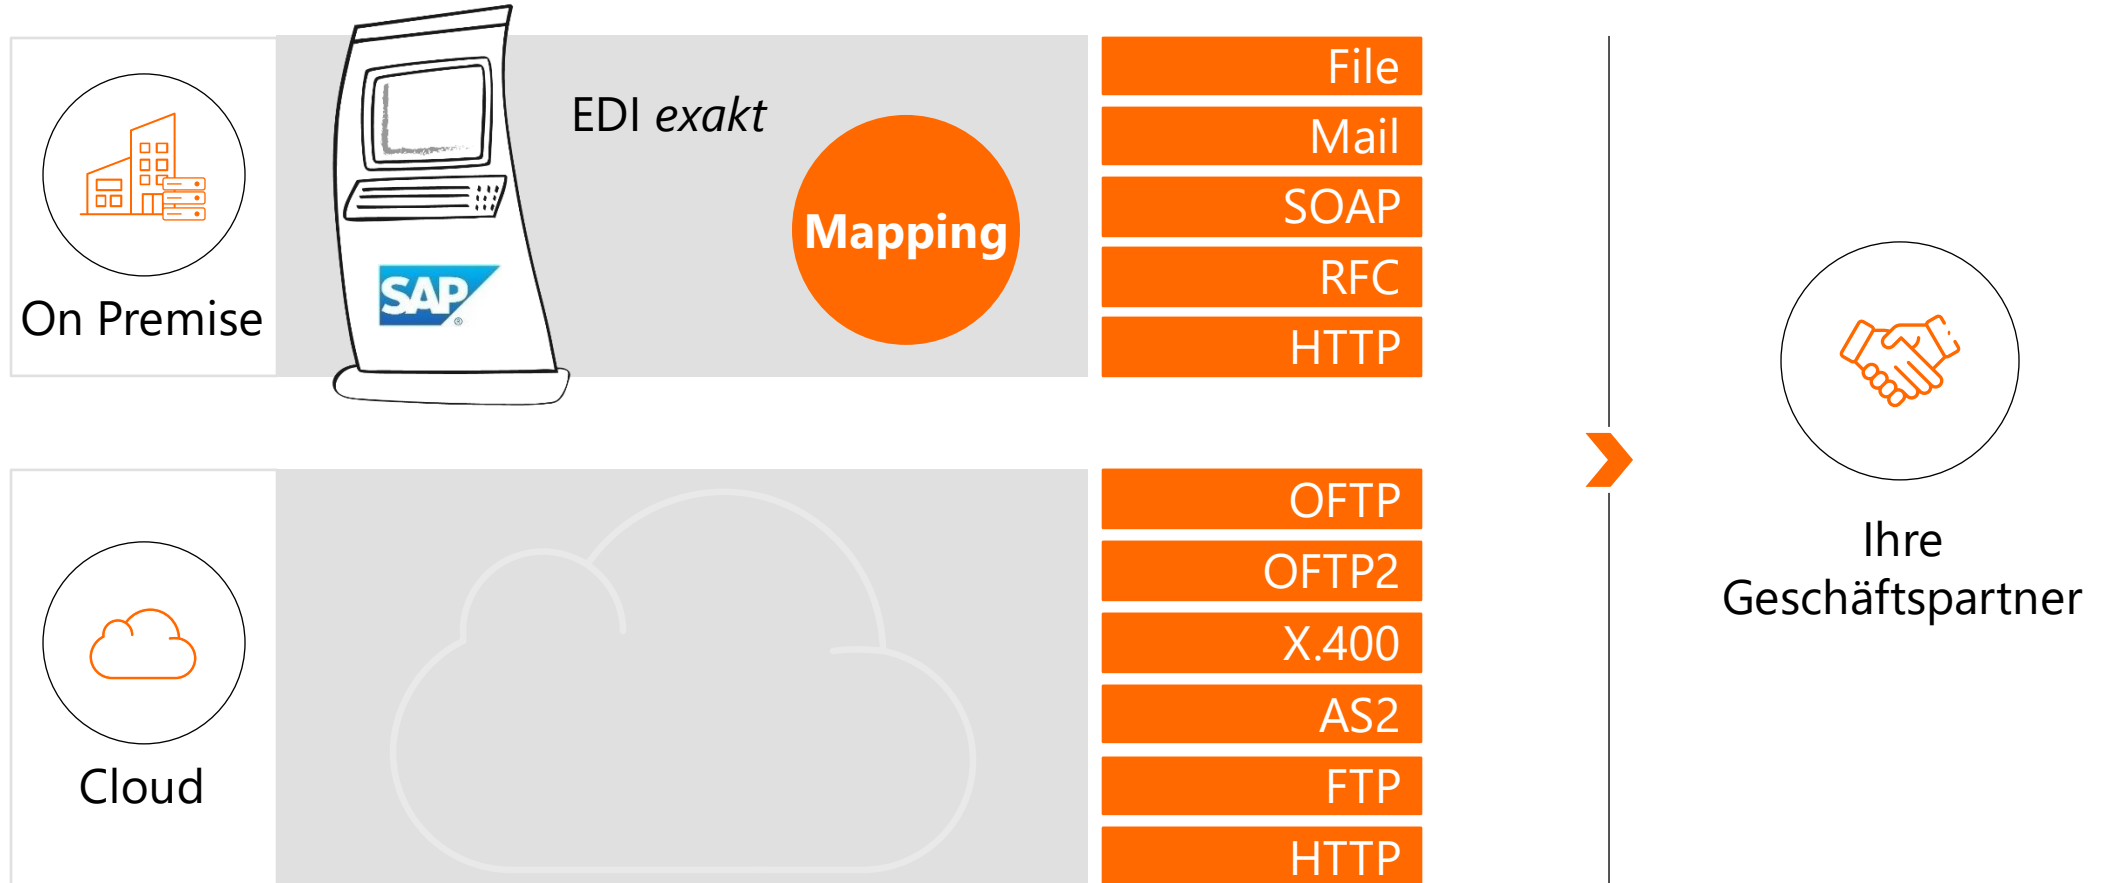 On Premise
SAP
®
EDI exakt
Mapping
File
Mail
SOAP
RFC
HTTP
Cloud
OFTP
OFTP2
X.400
AS2
FTP
HTTP
Ihre
Geschäftspartner